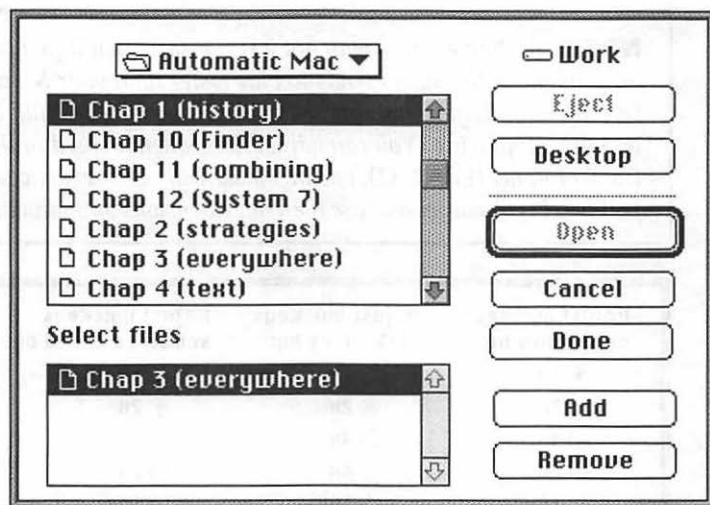 Automatic Mac
Chap 1 (history)
Chap 10 (Finder)
Chap 11 (combining)
Chap 12 (System 7)
Chap 2 (strategies)
Chap 3 (everywhere)
Chap 4 (text)
Select files
Chap 3 (everywhere)
Work
Eject
Desktop
Open
Cancel
Done
Add
Remove